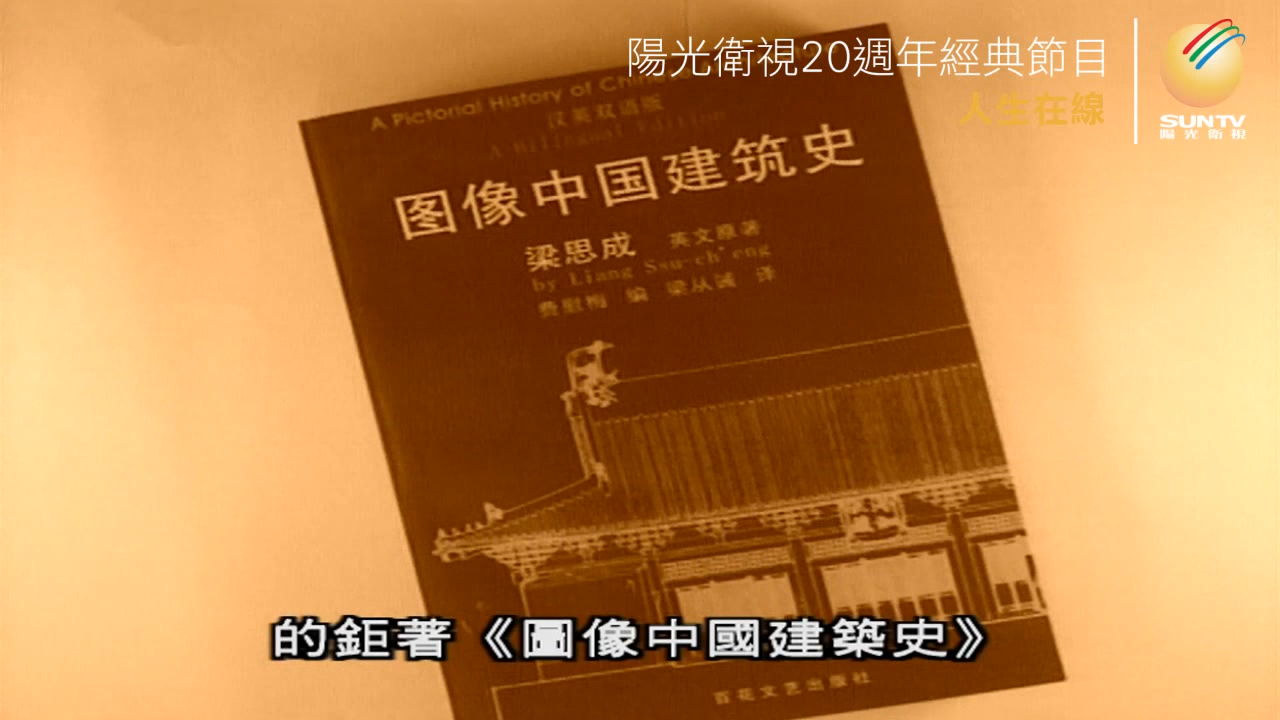 陽光衛視20週年經典節目
人生在線
SUNTV
陽光衛視
A Pictorial History of
汉英双语版
A Bilingual Edition
图像中国建筑史
梁思成 英文原著
by Liang Ssu-ch'eng
费慰梅 编 梁从诫 译
百花文艺出版社
的鉅著《圖像中國建築史》